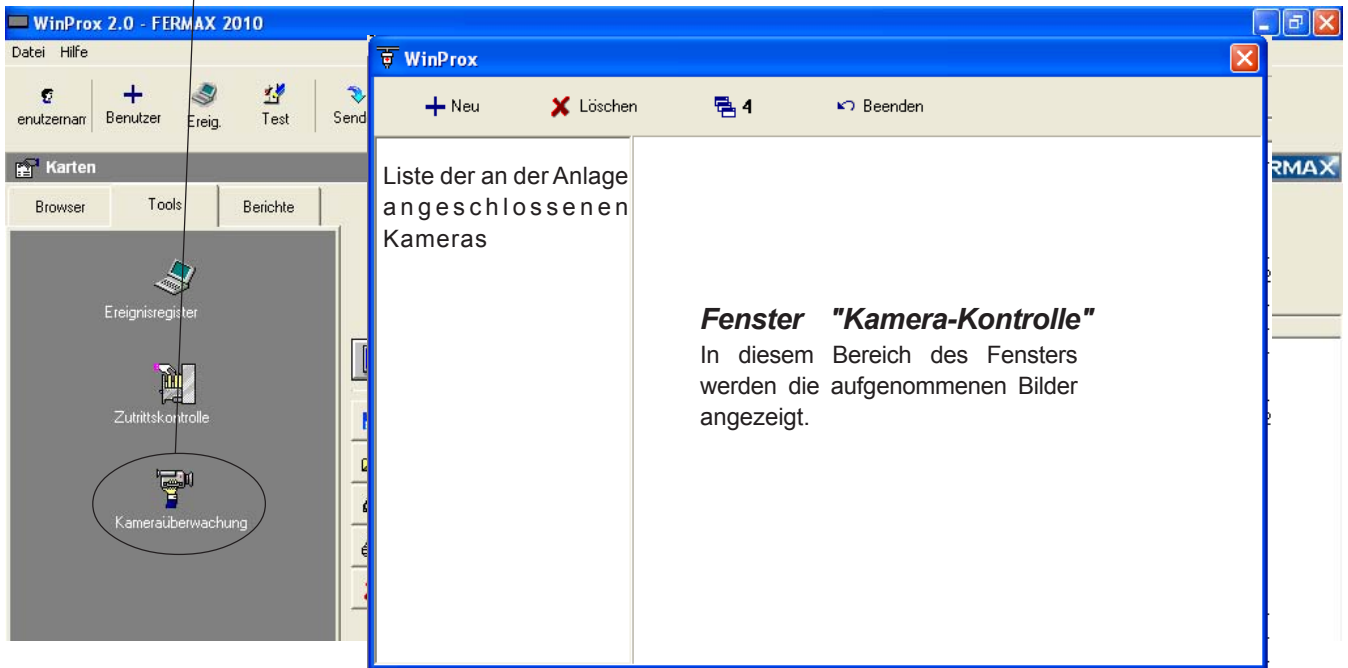 WinProx 2.0 - FERMAX 2010
Datei Hilfe
enutzernam Benutzer Ereig. Test Send
Karten
Browser Tools Berichte
Ereignisregister
Zutrittskontrolle
Kameraüberwachung
WinProx
Neu Löschen 4 Beenden
Liste der an der Anlage
angeschlossenen
Kameras
Fenster "Kamera-Kontrolle"
In diesem Bereich des Fensters
werden die aufgenommenen Bilder
angezeigt.
RMAX